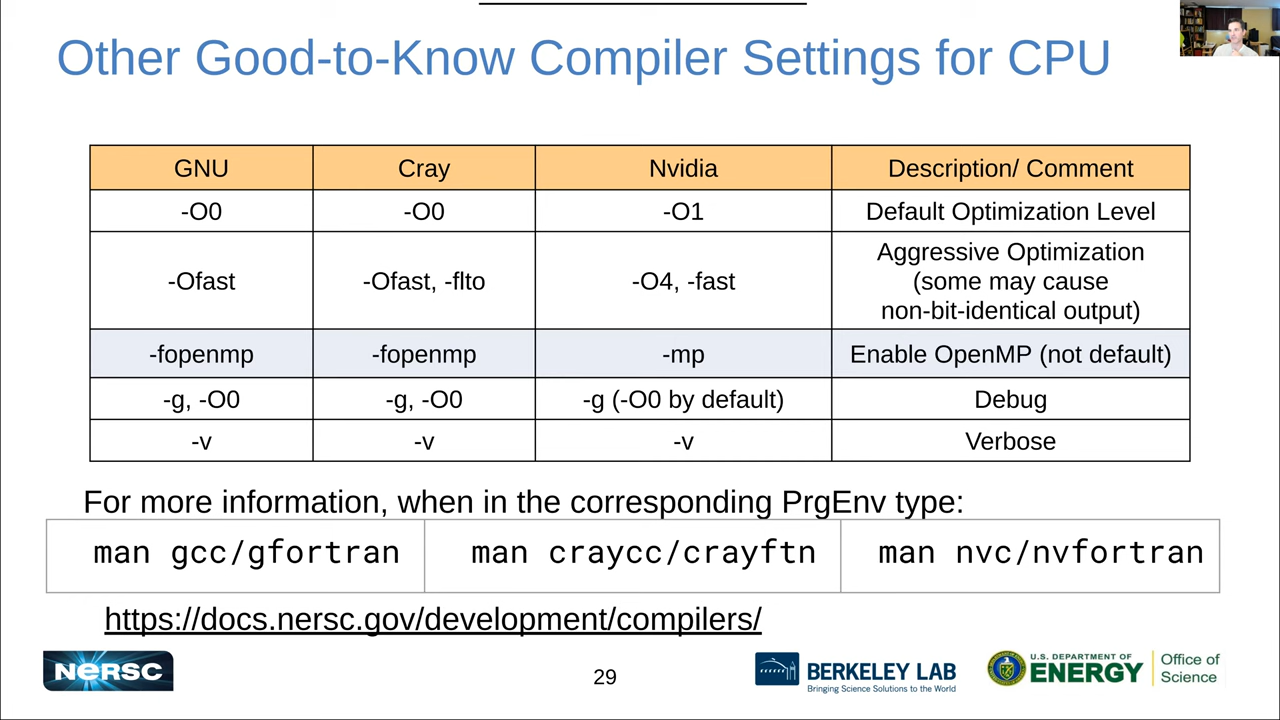 Other Good-to-Know Compiler Settings for CPU
GNU Cray Nvidia Description/ Comment
-O0 -O0 -O1 Default Optimization Level
-Ofast -Ofast, -flto -O4, -fast Aggressive Optimization
(some may cause
non-bit-identical output)
-fopenmp -fopenmp -mp Enable OpenMP (not default)
-g, -O0 -g, -O0 -g (-O0 by default) Debug
-v -v -v Verbose
For more information, when in the corresponding PrgEnv type:
man gcc/gfortran man craycc/crayftn man nvc/nvfortran
https://docs.nersc.gov/development/compilers/
NERSC
29
BERKELEY LAB
Bringing Science Solutions to the World
U.S. DEPARTMENT OF
ENERGY
Office of
Science